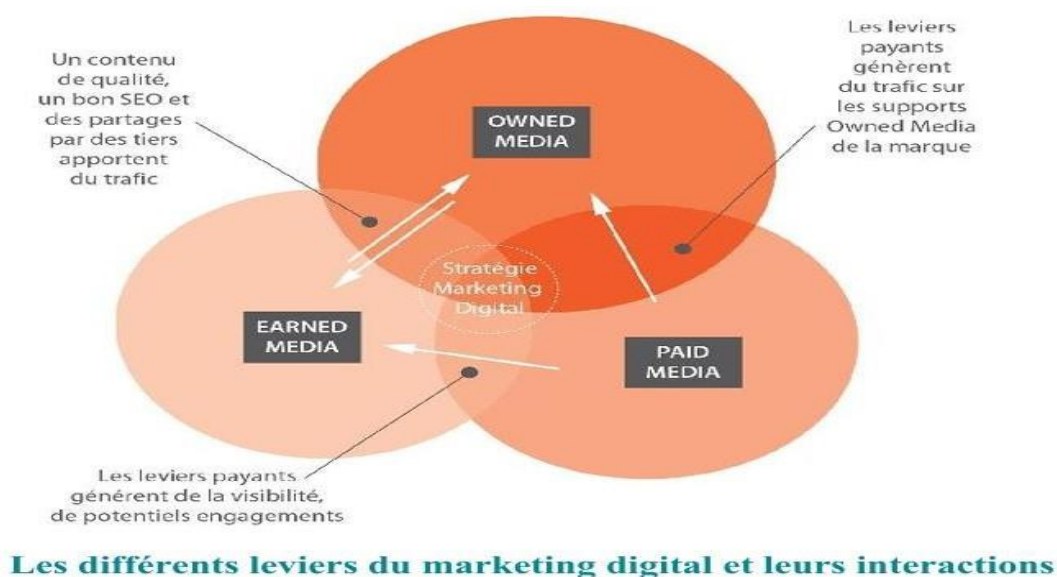 Un contenu
de qualité,
un bon SEO et
des partages
par des tiers
apportent
du trafic
Les leviers
payants
génèrent
du trafic sur
les supports
Owned Media
de la marque
OWNED
MEDIA
Stratégie
Marketing
Digital
EARNED
MEDIA
PAID
MEDIA
Les leviers payants
générent de la visibilité,
de potentiels engagements
Les différents leviers du marketing digital et leurs interactions